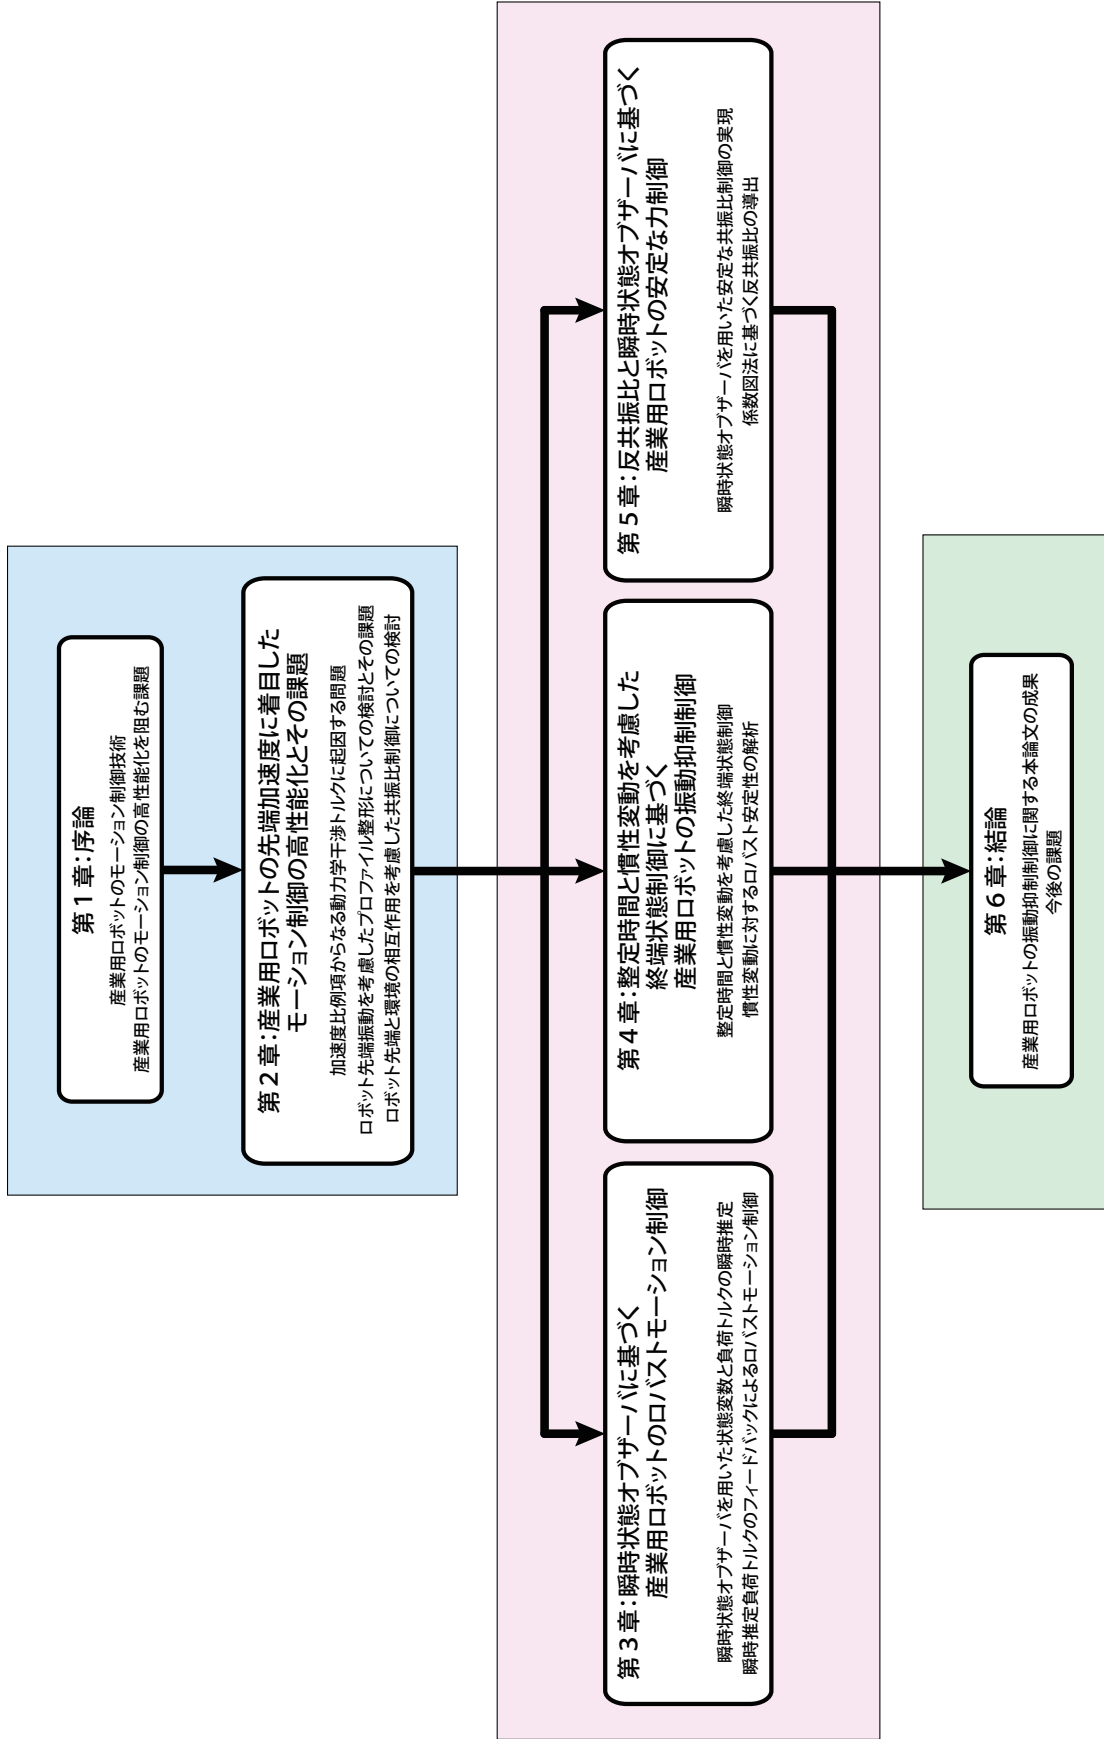 第1章：序論
産業用ロボットのモーション制御技術
産業用ロボットのモーション制御の高性能化を阻む課題
第2章：産業用ロボットの先端加速度に着目した
モーション制御の高性能化とその課題
加速度比例項からなる動力学干渉トルクに起因する問題
ロボット先端振動を考慮したプロファイル整形についての検討とその課題
ロボット先端と環境の相互作用を考慮した共振比制御についての検討
第3章：瞬時状態オブザーバに基づく
産業用ロボットのロバストモーション制御
瞬時状態オブザーバを用いた状態変数と負荷トルクの瞬時推定
瞬時推定負荷トルクのフィードバックによるロバストモーション制御
第4章：整定時間と慣性変動を考慮した
終端状態制御に基づく
産業用ロボットの振動抑制制御
整定時間と慣性変動を考慮した終端状態制御
慣性変動に対するロバスト安定性の解析
第5章：反共振比と瞬時状態オブザーバに基づく
産業用ロボットの安定な力制御
瞬時状態オブザーバを用いた安定な共振比制御の実現
係数図法に基づく反共振比の導出
第6章：結論
産業用ロボットの振動抑制制御に関する本論文の成果
今後の課題